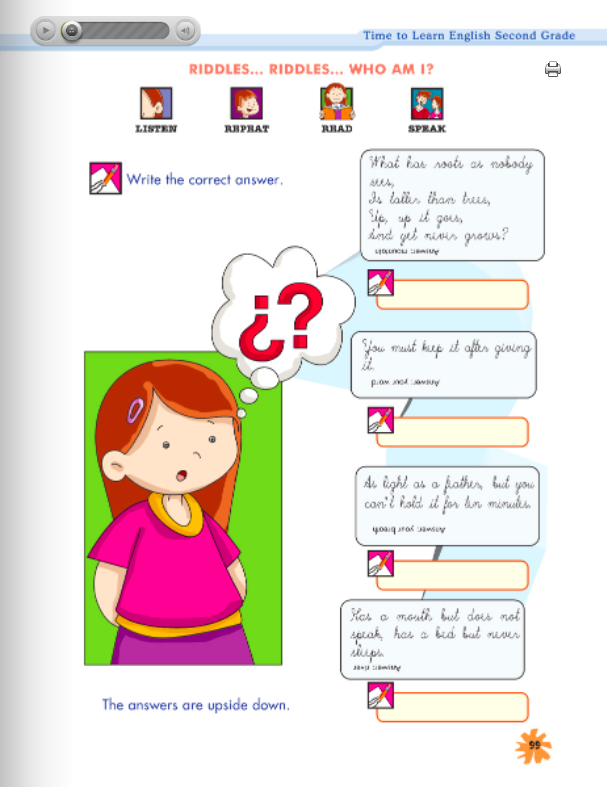 Time to Learn English Second Grade
RIDDLES... RIDDLES... WHO AM I?
LISTEN
REPEAT
READ
SPEAK
Write the correct answer.
What has roots as nobody
sees,
Is taller than trees,
Up, up it goes,
And yet never grows?
Answer: mountain
¿?
You must keep it after giving
it.
Answer: your word
As light as a feather, but you
can't hold it for ten minutes.
Answer: your breath
Has a mouth but does not
speak, has a bed but never
sleeps.
Answer: river
The answers are upside down.
99